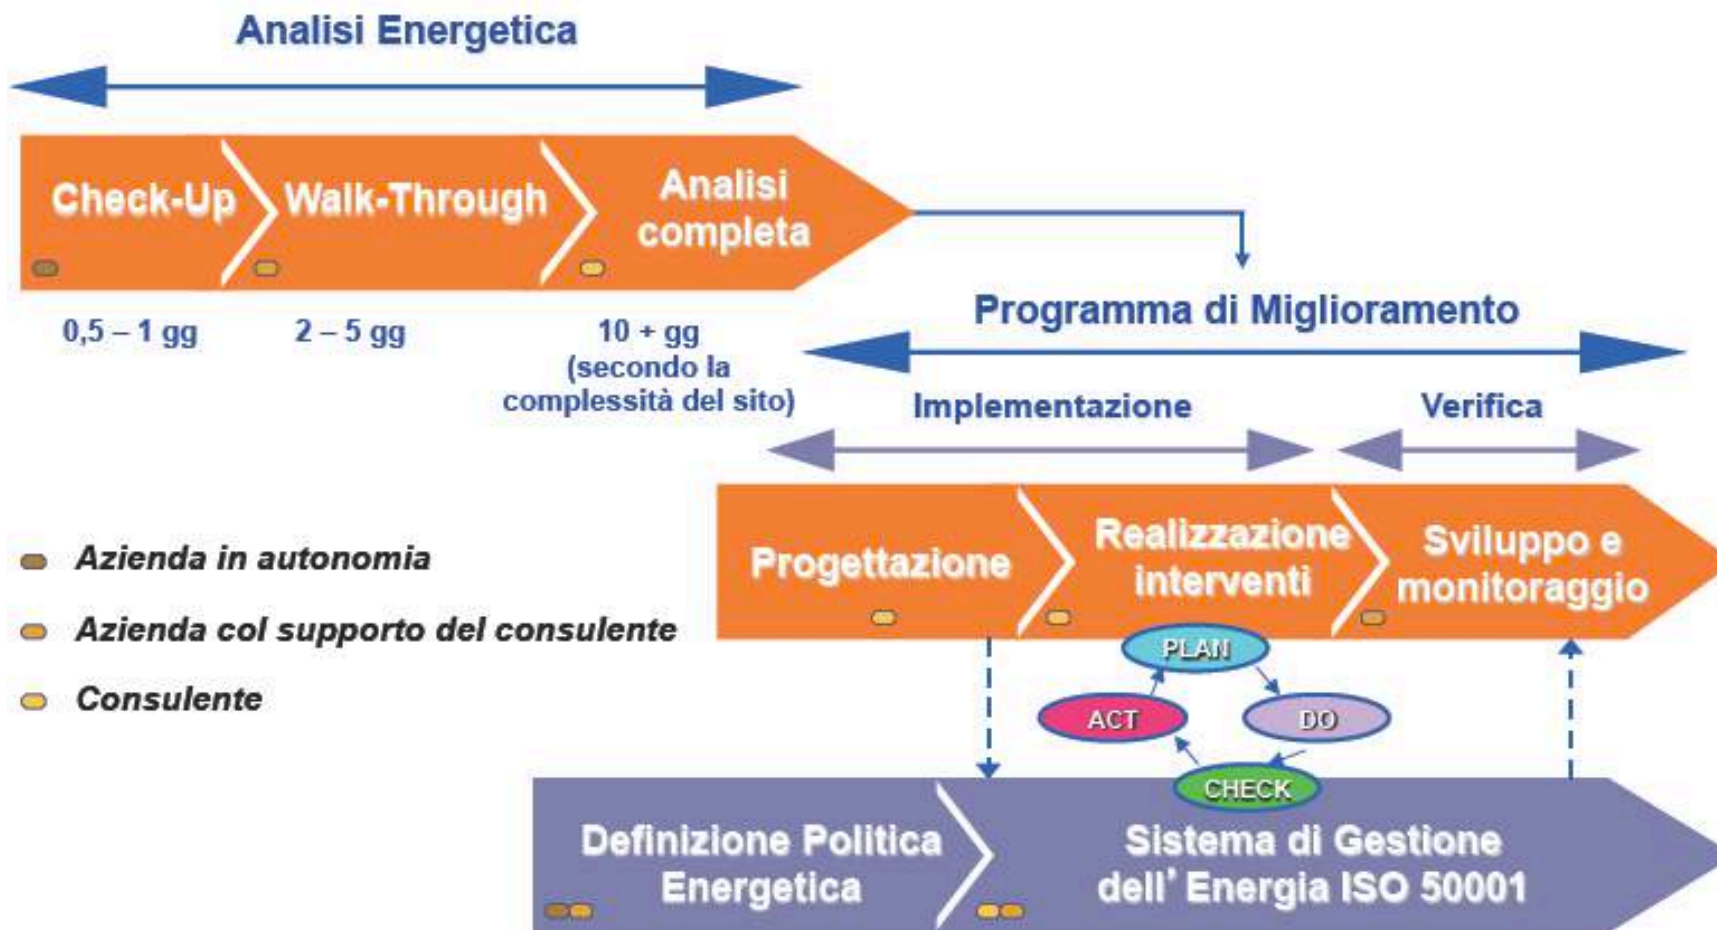 Analisi Energetica
Check-Up
Walk-Through
Analisi
completa
0,5 – 1 gg
2 – 5 gg
10 + gg
(secondo la
complessità del sito)
Programma di Miglioramento
Implementazione
Verifica
Progettazione
Realizzazione
interventi
Sviluppo e
monitoraggio
Azienda in autonomia
Azienda col supporto del consulente
Consulente
PLAN
ACT
DO
CHECK
Definizione Politica
Energetica
Sistema di Gestione
dell’ Energia ISO 50001